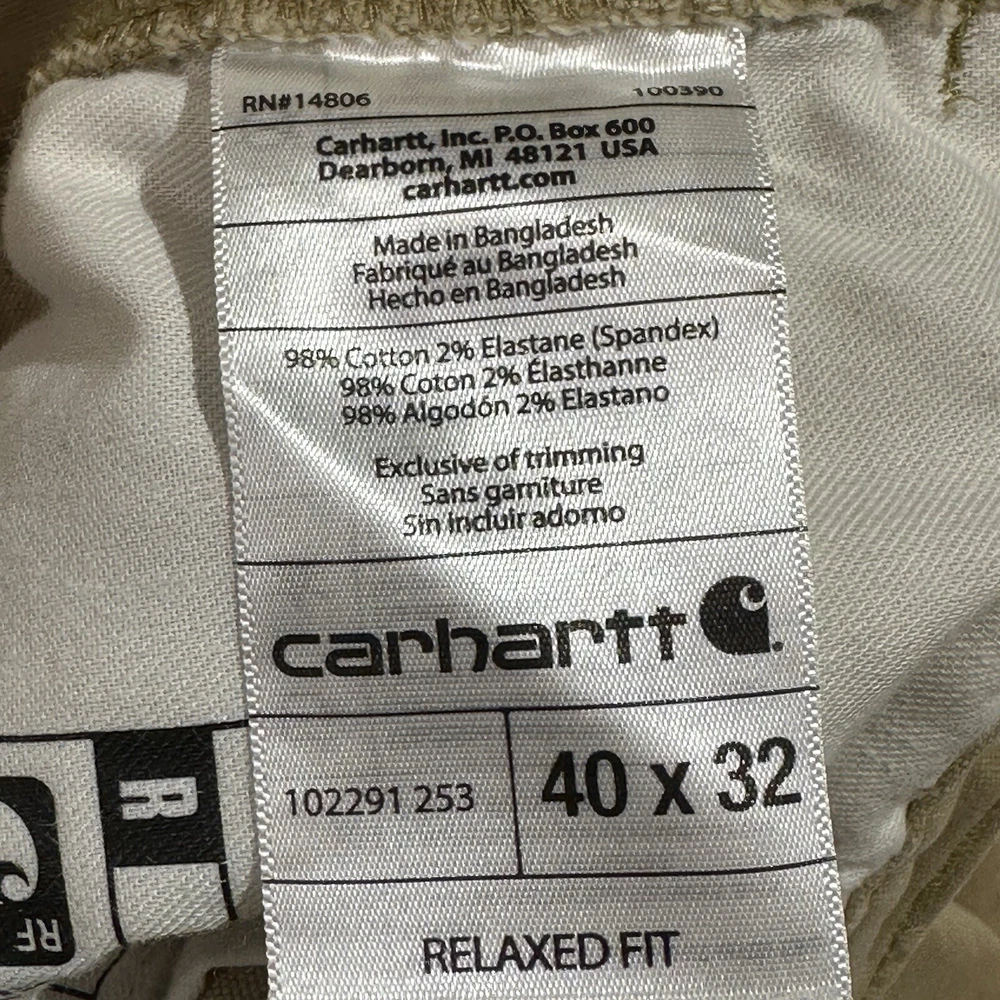 RN#14806 100390
Carhartt, Inc. P.O. Box 600
Dearborn, MI 48121 USA
carhartt.com
Made in Bangladesh
Fabriqué au Bangladesh
Hecho en Bangladesh
98% Cotton 2% Elastane (Spandex)
98% Coton 2% Élasthanne
98% Algodón 2% Elastano
Exclusive of trimming
Sans garniture
Sin incluir adorno
carhartt
102291 253
40 x 32
RELAXED FIT
R
RF